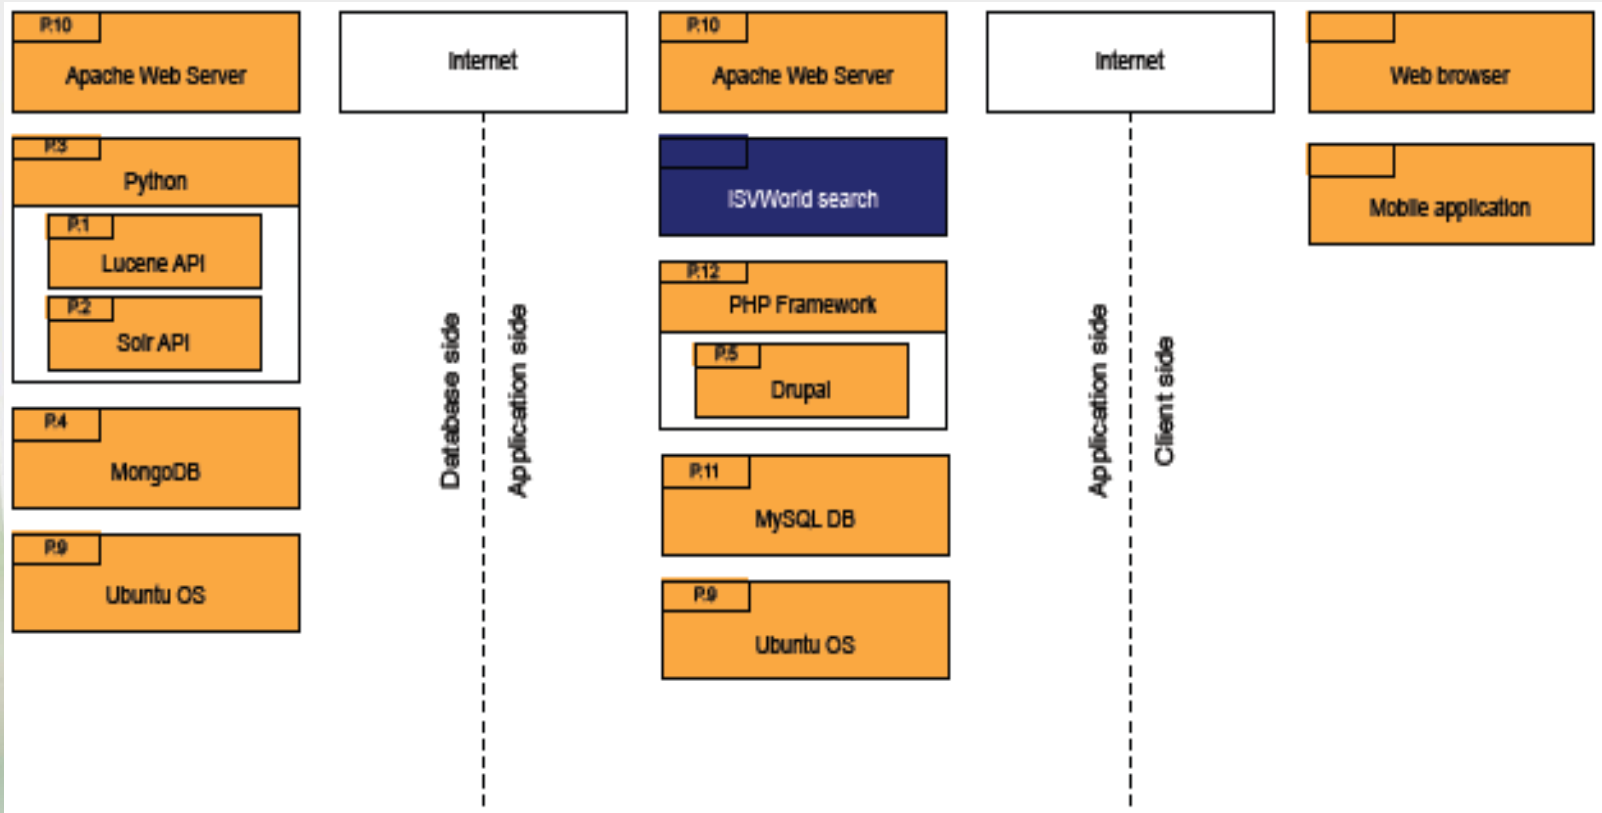 P.10
Apache Web Server
P.3
Python
P.1
Lucene API
P.2
Solr API
P.4
MongoDB
P.9
Ubuntu OS
Internet
Database side
Application side
P.10
Apache Web Server
ISVWorld search
P.12
PHP Framework
P.5
Drupal
P.11
MySQL DB
P.9
Ubuntu OS
Internet
Application side
Client side
Web browser
Mobile application